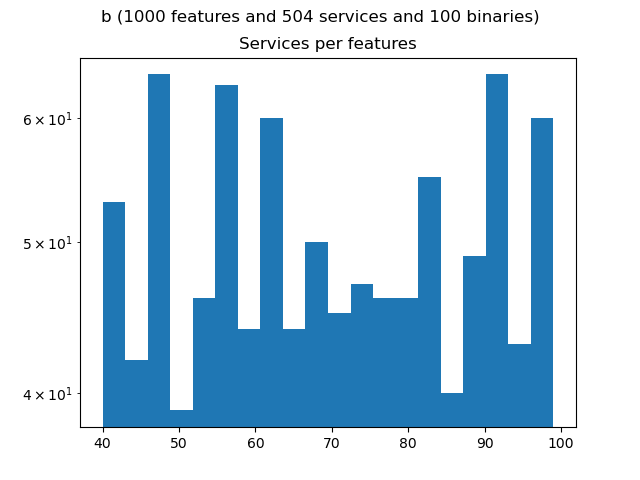 b (1000 features and 504 services and 100 binaries)
Services per features
6 × 10¹
5 × 10¹
4 × 10¹
40 50 60 70 80 90 100